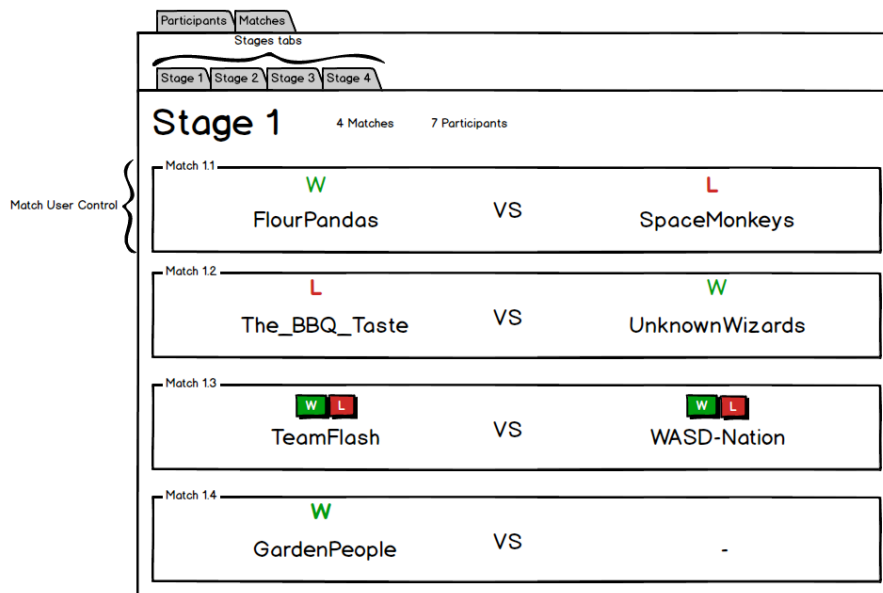 Participants Matches
Stages tabs
Stage 1 Stage 2 Stage 3 Stage 4
Stage 1 4 Matches 7 Participants
Match User Control
Match 1.1
W L
FlourPandas VS SpaceMonkeys
Match 1.2
L W
The_BBQ_Taste VS UnknownWizards
Match 1.3
W L W L
TeamFlash VS WASD-Nation
Match 1.4
W
GardenPeople VS -